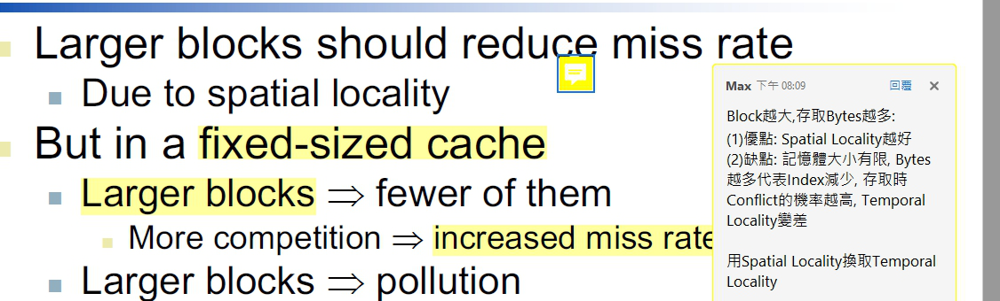 Larger blocks should reduce miss rate
Due to spatial locality
But in a fixed-sized cache
Larger blocks ⇒ fewer of them
More competition ⇒ increased miss rate
Larger blocks ⇒ pollution
Max 下午 08:09 回覆 ×
Block越大,存取Bytes越多:
(1)優點: Spatial Locality越好
(2)缺點: 記憶體大小有限, Bytes
越多代表Index減少, 存取時
Conflict的機率越高, Temporal
Locality變差
用Spatial Locality換取Temporal
Locality